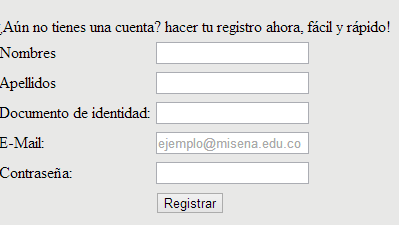 ¿Aún no tienes una cuenta? hacer tu registro ahora, fácil y rápido!
Nombres
Apellidos
Documento de identidad:
E-Mail: ejemplo@misena.edu.co
Contraseña:
Registrar